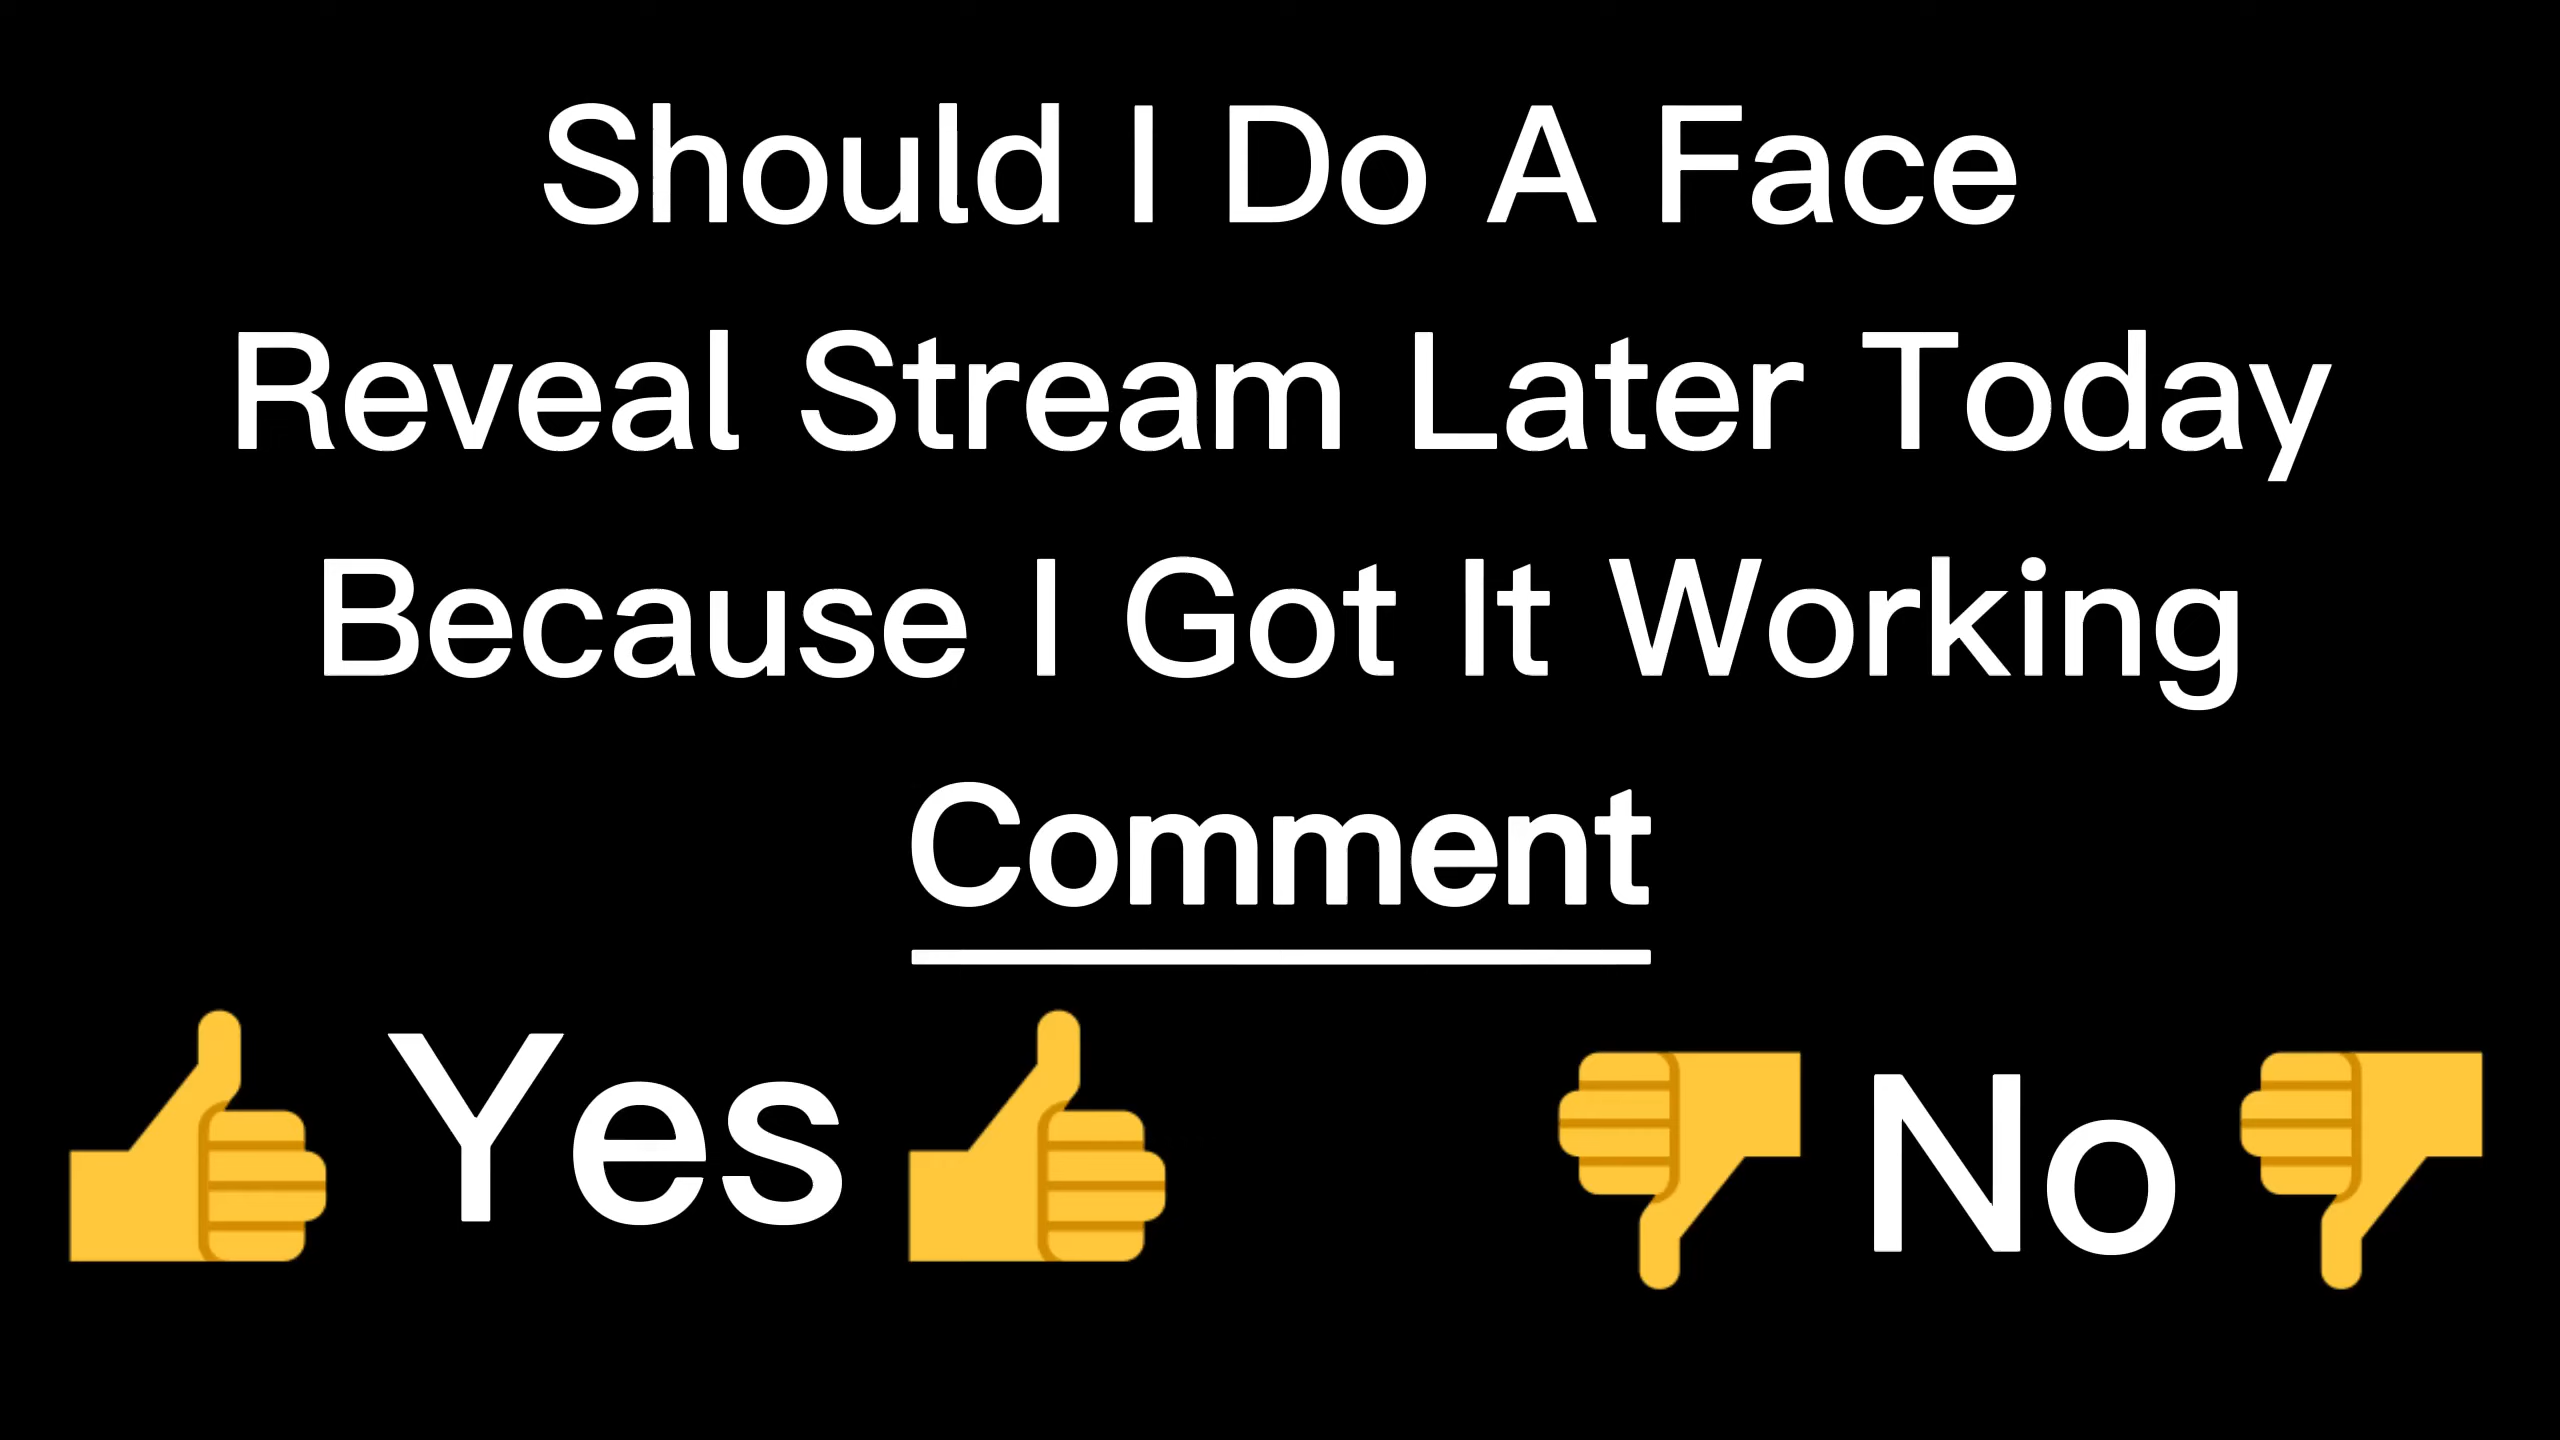 Should I Do A Face
Reveal Stream Later Today
Because I Got It Working
Comment
👍Yes👍 👎No👎